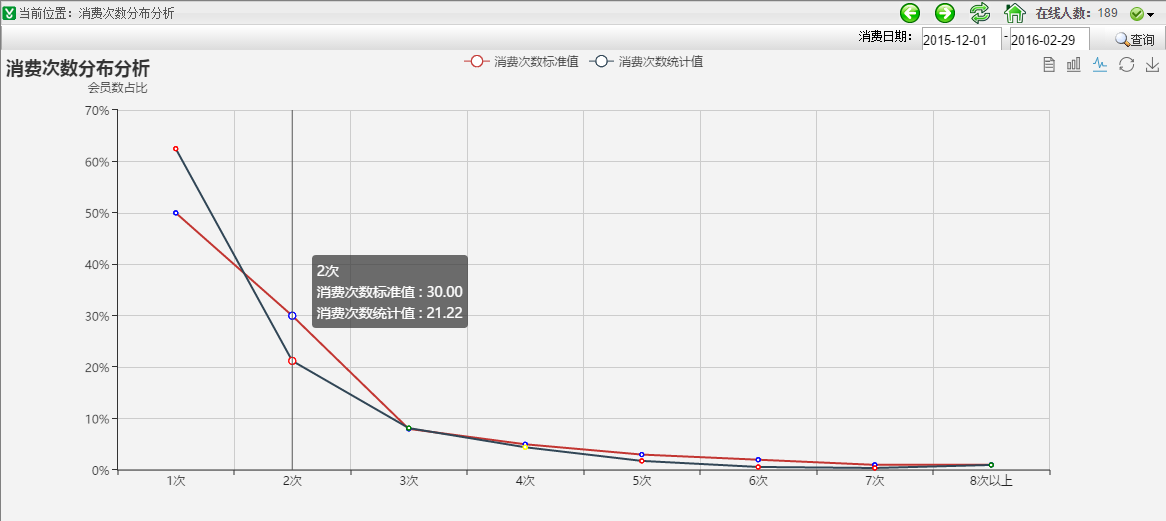 当前位置：消费次数分布分析
在线人数：189
消费日期： 2015-12-01 - 2016-02-29 查询
消费次数分布分析
消费次数标准值 消费次数统计值
会员数占比
70%
60%
50%
40%
30%
20%
10%
0%
2次
消费次数标准值 : 30.00
消费次数统计值 : 21.22
1次 2次 3次 4次 5次 6次 7次 8次以上